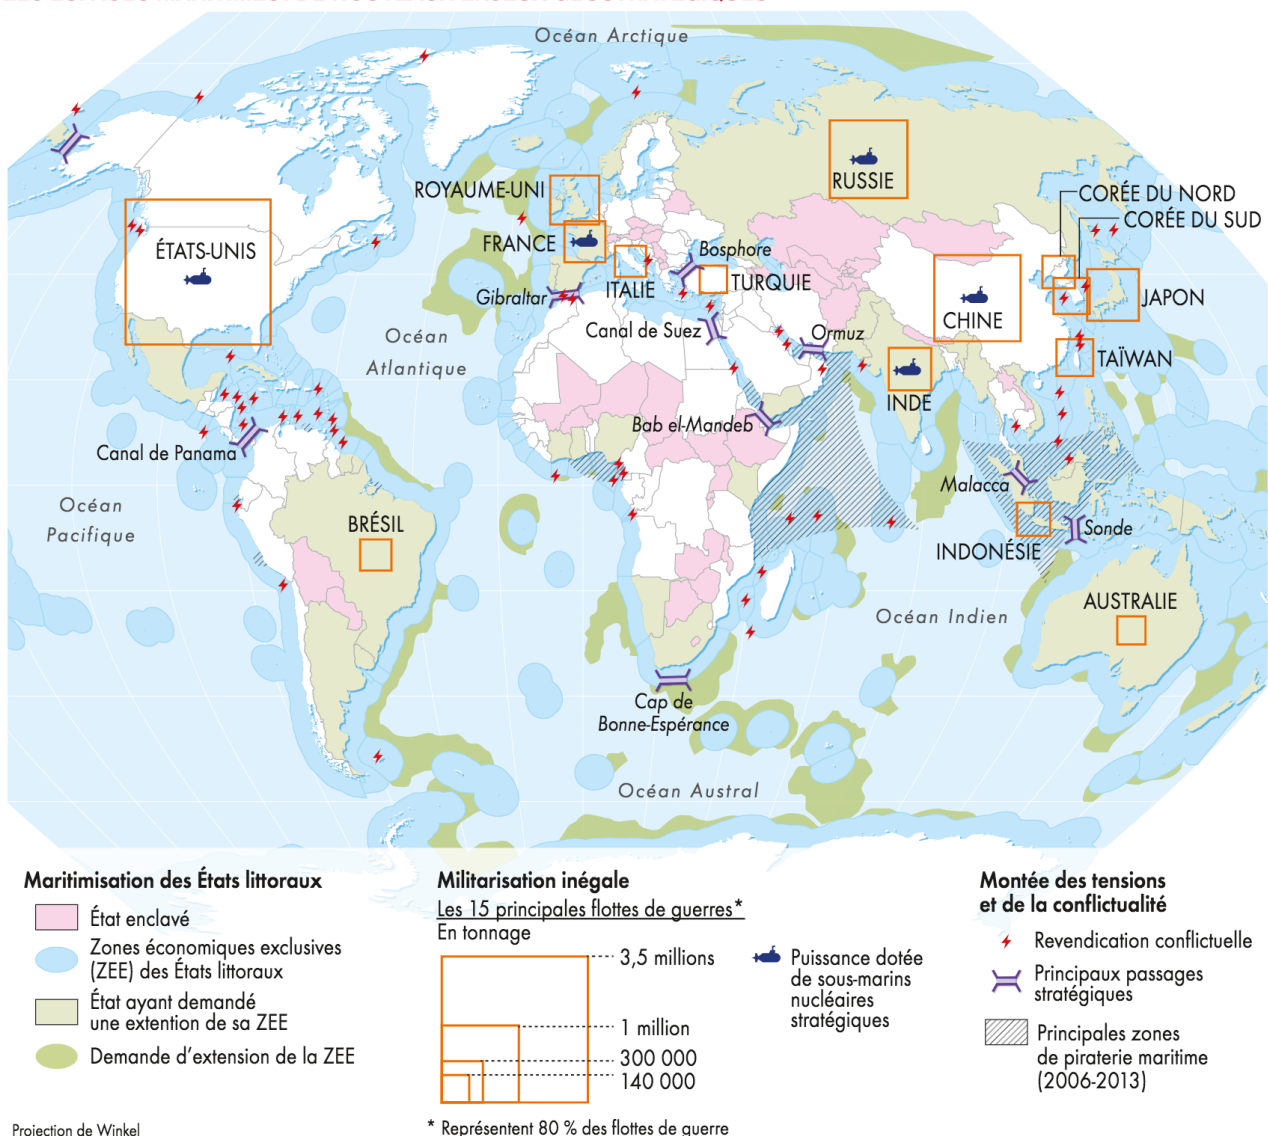 Océan Arctique
ROYAUME-UNI
RUSSIE
CORÉE DU NORD
CORÉE DU SUD
ÉTATS-UNIS
FRANCE
Bosphore
ITALIE
TURQUIE
Gibraltar
JAPON
CHINE
Canal de Suez
Ormuz
Océan
Atlantique
TAÏWAN
INDE
Bab el-Mandeb
Canal de Panama
Malacca
Océan
Pacifique
BRÉSIL
Sonde
INDONÉSIE
AUSTRALIE
Océan Indien
Cap de
Bonne-Espérance
Océan Austral
Maritimisation des États littoraux
État enclavé
Zones économiques exclusives
(ZEE) des États littoraux
État ayant demandé
une extention de sa ZEE
Demande d'extension de la ZEE
Projection de Winkel
Militarisation inégale
Les 15 principales flottes de guerres*
En tonnage
3,5 millions
1 million
300 000
140 000
* Représentent 80 % des flottes de guerre
Puissance dotée
de sous-marins
nucléaires
stratégiques
Montée des tensions
et de la conflictualité
Revendication conflictuelle
Principaux passages
stratégiques
Principales zones
de piraterie maritime
(2006-2013)